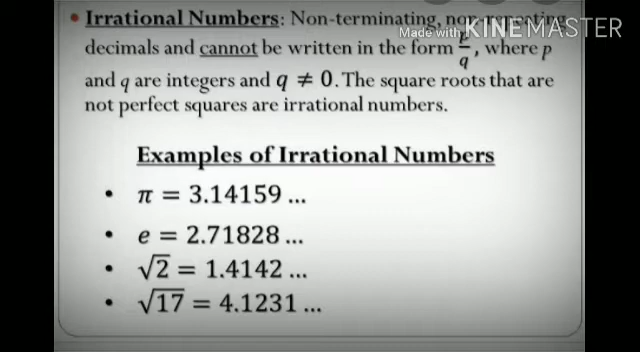 • Irrational Numbers: Non-terminating, non-repeating
Made with KINEMASTER
decimals and cannot be written in the form p/q, where p
and q are integers and q ≠ 0. The square roots that are
not perfect squares are irrational numbers.
Examples of Irrational Numbers
• π = 3.14159 ...
• e = 2.71828 ...
• √2 = 1.4142 ...
• √17 = 4.1231 ...